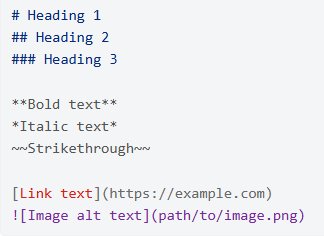 # Heading 1
## Heading 2
### Heading 3
**Bold text**
*Italic text*
~~Strikethrough~~
[Link text](https://example.com)
![Image alt text](path/to/image.png)